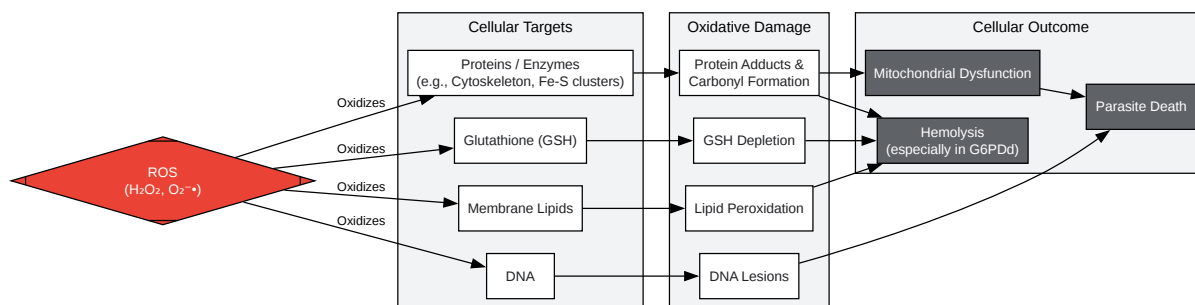 Cellular Targets
Oxidative Damage
Cellular Outcome
Proteins / Enzymes
(e.g., Cytoskeleton, Fe-S clusters)
Protein Adducts &
Carbonyl Formation
Mitochondrial Dysfunction
Parasite Death
Oxidizes
Glutathione (GSH)
GSH Depletion
Hemolysis
(especially in G6PDd)
Oxidizes
ROS
(H₂O₂, O₂⁻•)
Oxidizes
Membrane Lipids
Lipid Peroxidation
Oxidizes
DNA
DNA Lesions